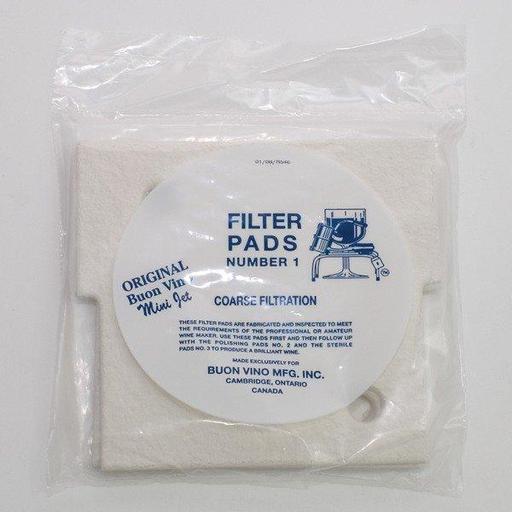 FILTER
PADS
NUMBER 1
ORIGINAL
Buon Vino
Mini Jet
COARSE FILTRATION
THESE FILTER PADS ARE FABRICATED AND INSPECTED TO MEET
THE REQUIREMENTS OF THE PROFESSIONAL OR AMATEUR
WINE MAKER. USE THESE PADS FIRST AND THEN FOLLOW UP
WITH THE POLISHING PADS NO. 2 AND THE STERILE
PADS NO. 3 TO PRODUCE A BRILLIANT WINE.
MADE EXCLUSIVELY FOR
BUON VINO MFG. INC.
CAMBRIDGE, ONTARIO
CANADA